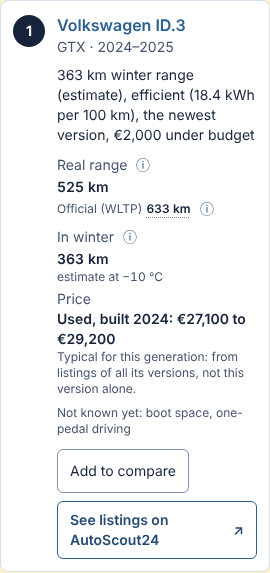 1
Volkswagen ID.3
GTX · 2024–2025
363 km winter range
(estimate), efficient (18.4 kWh
per 100 km), the newest
version, €2,000 under budget
Real range ⓘ
525 km
Official (WLTP) 633 km ⓘ
In winter ⓘ
363 km
estimate at −10 °C
Price
Used, built 2024: €27,100 to
€29,200
Typical for this generation: from
listings of all its versions, not this
version alone.
Not known yet: boot space, one-
pedal driving
Add to compare
See listings on
AutoScout24 ↗